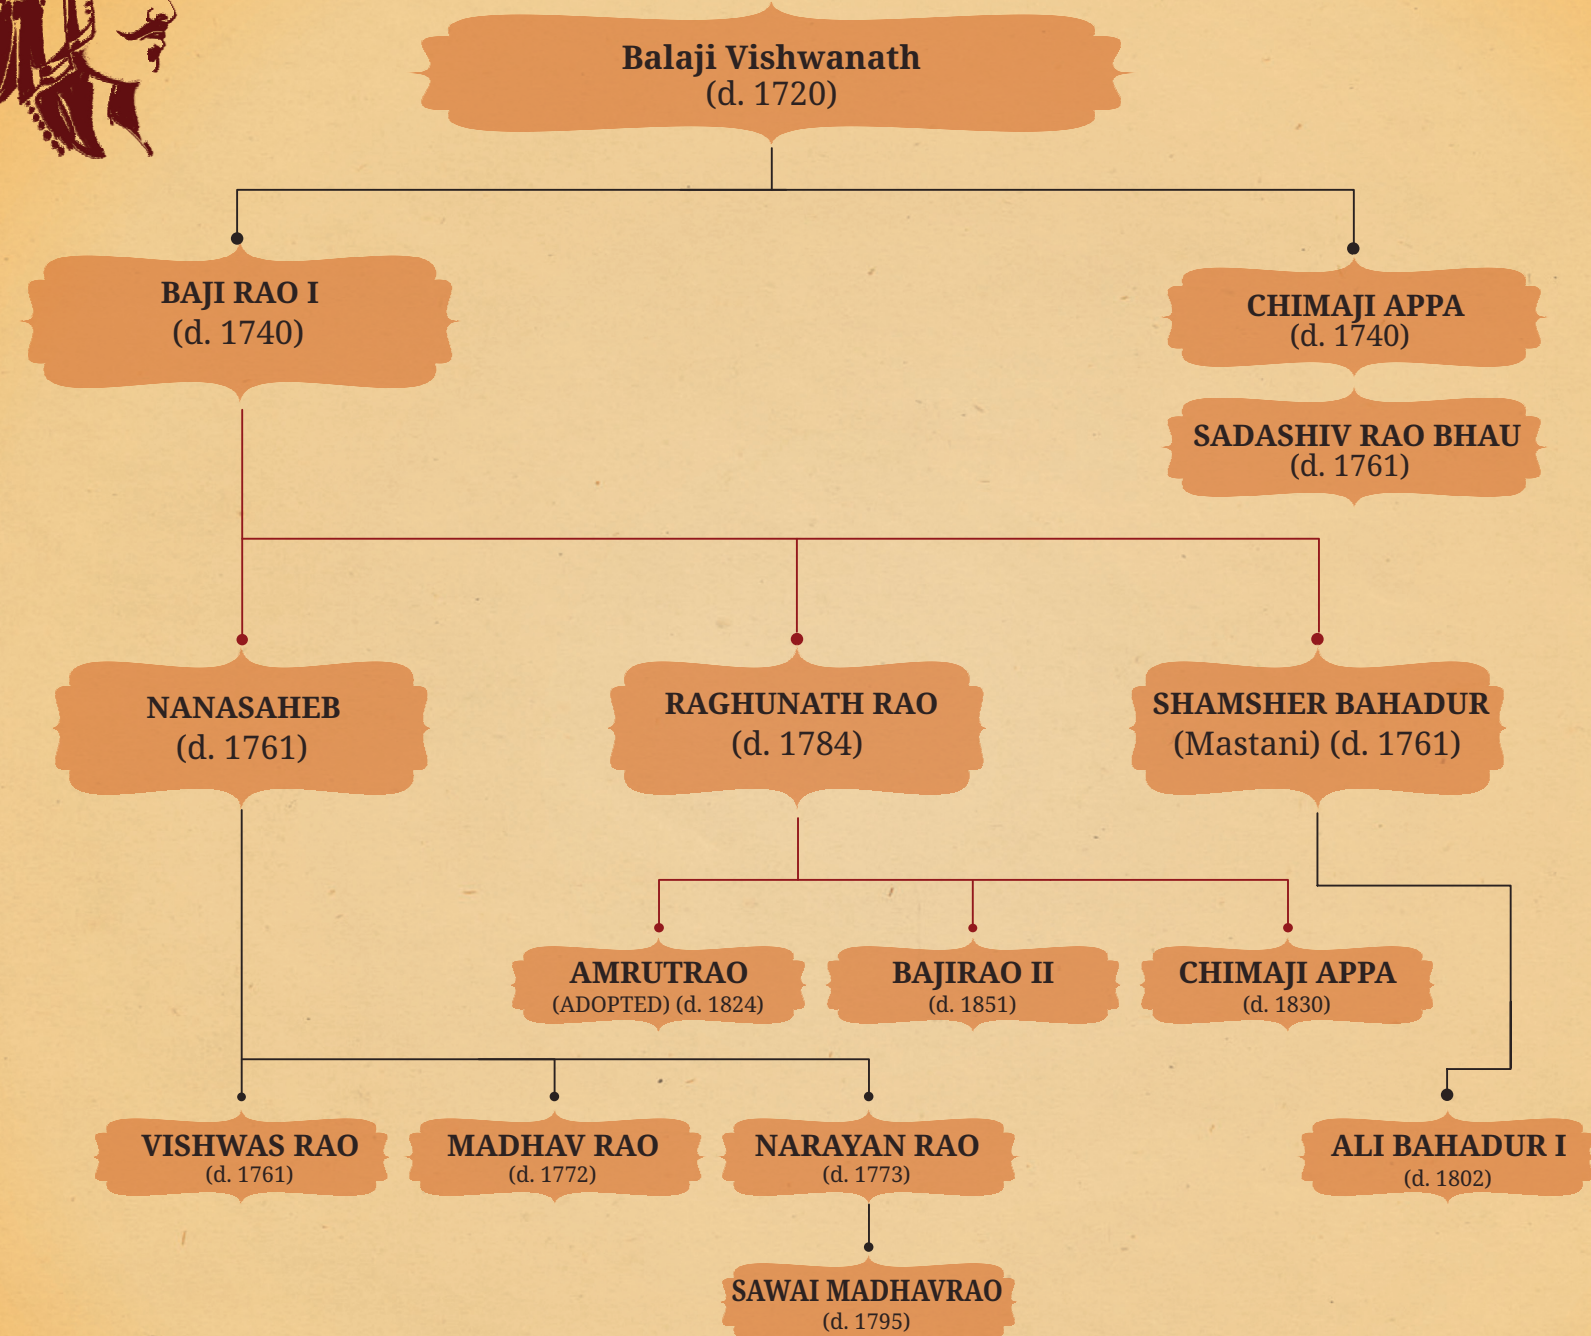 Balaji Vishwanath
(d. 1720)
BAJI RAO I
(d. 1740)
CHIMAJI APPA
(d. 1740)
SADASHIV RAO BHAU
(d. 1761)
NANASAHEB
(d. 1761)
RAGHUNATH RAO
(d. 1784)
SHAMSHER BAHADUR
(Mastani) (d. 1761)
AMRUTRAO
(ADOPTED) (d. 1824)
BAJIRAO II
(d. 1851)
CHIMAJI APPA
(d. 1830)
VISHWAS RAO
(d. 1761)
MADHAV RAO
(d. 1772)
NARAYAN RAO
(d. 1773)
ALI BAHADUR I
(d. 1802)
SAWAI MADHAVRAO
(d. 1795)